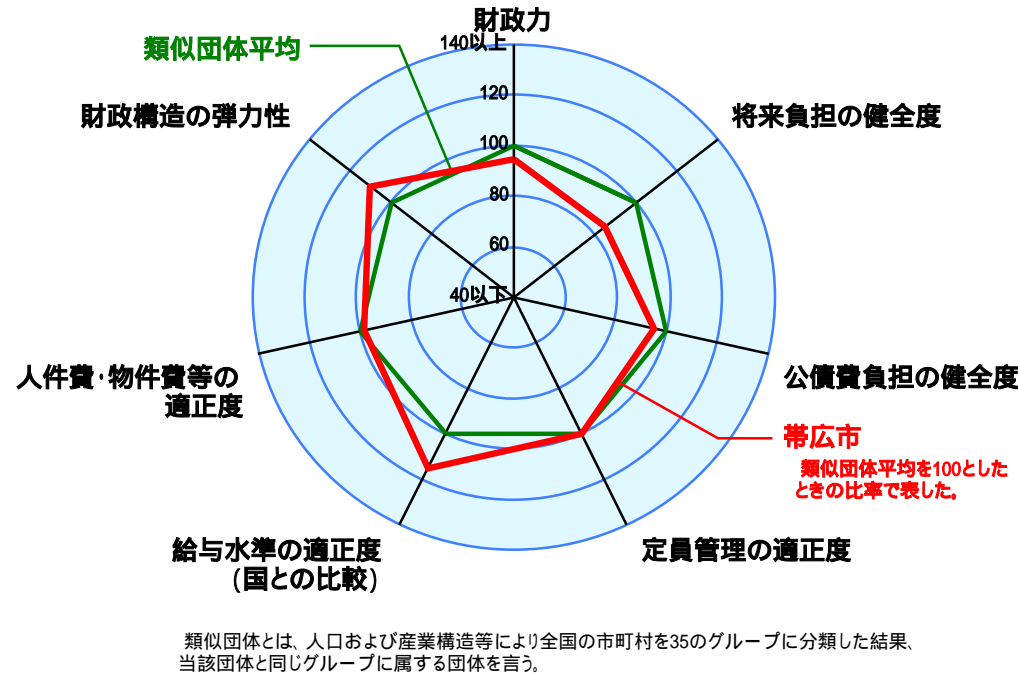 財政力
140以上
類似団体平均
120
財政構造の弾力性
将来負担の健全度
100
80
60
40以下
人件費・物件費等の
適正度
公債費負担の健全度
帯広市
類似団体平均を100とした
ときの比率で表した。
給与水準の適正度
(国との比較)
定員管理の適正度
類似団体とは、人口および産業構造等により全国の市町村を35のグループに分類した結果、
当該団体と同じグループに属する団体を言う。